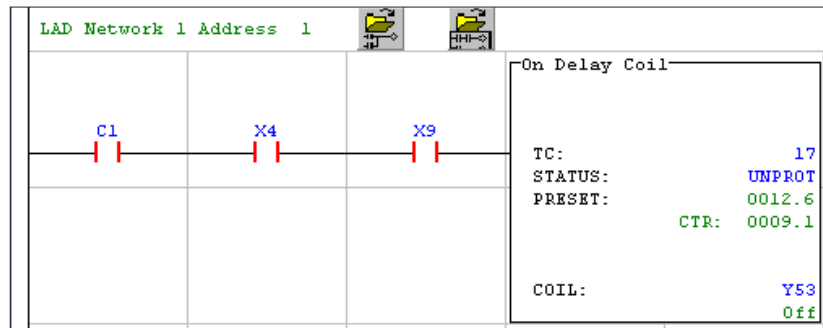 LAD Network 1 Address 1
On Delay Coil
C1 X4 X9
TC: 17
STATUS: UNPROT
PRESET: 0012.6
CTR: 0009.1
COIL: Y53
Off